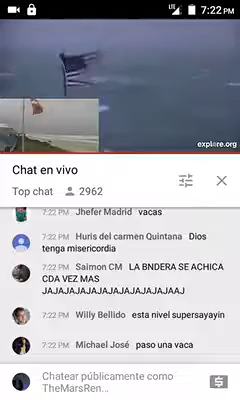 LTE 7:22 PM
explore.org
Chat en vivo
Top chat 2962
7:22 PM Jhefer Madrid vacas
7:22 PM Huris del carmen Quintana Dios
tenga misericordia
7:22 PM Saimon CM LA BNDERA SE ACHICA
CDA VEZ MAS
JAJAJAJAJAJAJAJAJAJAJAAJ
7:22 PM Willy Bellido esta nivel supersayayin
7:22 PM Michael José paso una vaca
Chatear públicamente como
TheMarsRen...